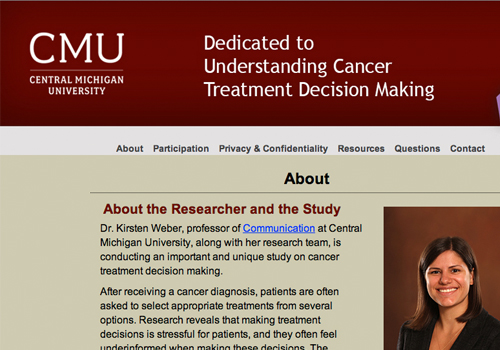 CMU
CENTRAL MICHIGAN
UNIVERSITY
Dedicated to
Understanding Cancer
Treatment Decision Making
About Participation Privacy & Confidentiality Resources Questions Contact
About
About the Researcher and the Study
Dr. Kirsten Weber, professor of Communication at Central
Michigan University, along with her research team, is
conducting an important and unique study on cancer
treatment decision making.
After receiving a cancer diagnosis, patients are often
asked to select appropriate treatments from several
options. Research reveals that making treatment
decisions is stressful for patients, and they often feel
underinformed when making these decisions. The